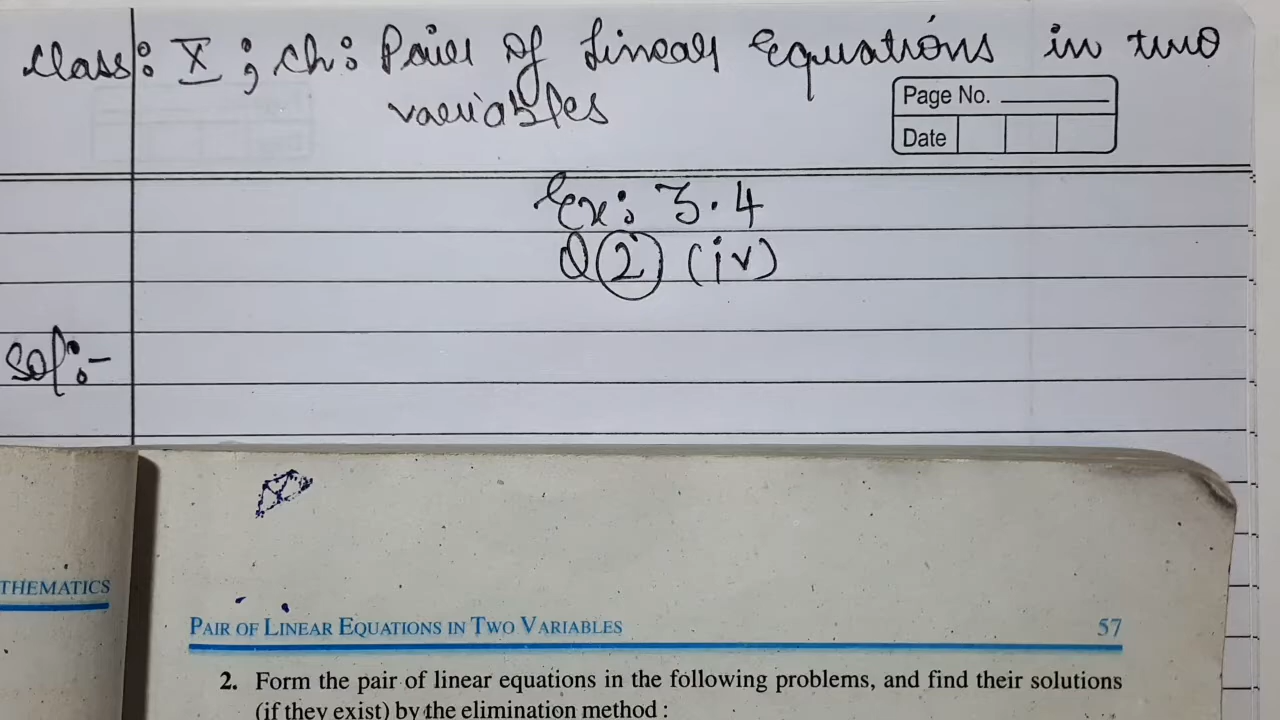 Class: X ; Ch: Pair of Linear Equations in two
variables
Page No.
Date
Ex: 3.4
Q 2 (iv)
Sol:-
THEMATICS
PAIR OF LINEAR EQUATIONS IN TWO VARIABLES 57
2. Form the pair of linear equations in the following problems, and find their solutions
(if they exist) by the elimination method :